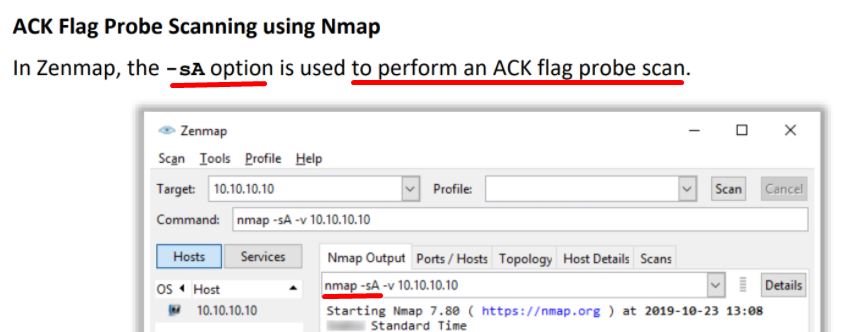 ACK Flag Probe Scanning using Nmap
In Zenmap, the -sA option is used to perform an ACK flag probe scan.
Zenmap
Scan Tools Profile Help
Target: 10.10.10.10 Profile: Scan Cancel
Command: nmap -sA -v 10.10.10.10
Hosts Services Nmap Output Ports / Hosts Topology Host Details Scans
nmap -sA -v 10.10.10.10 Details
OS Host
Starting Nmap 7.80 ( https://nmap.org ) at 2019-10-23 13:08
10.10.10.10
Standard Time